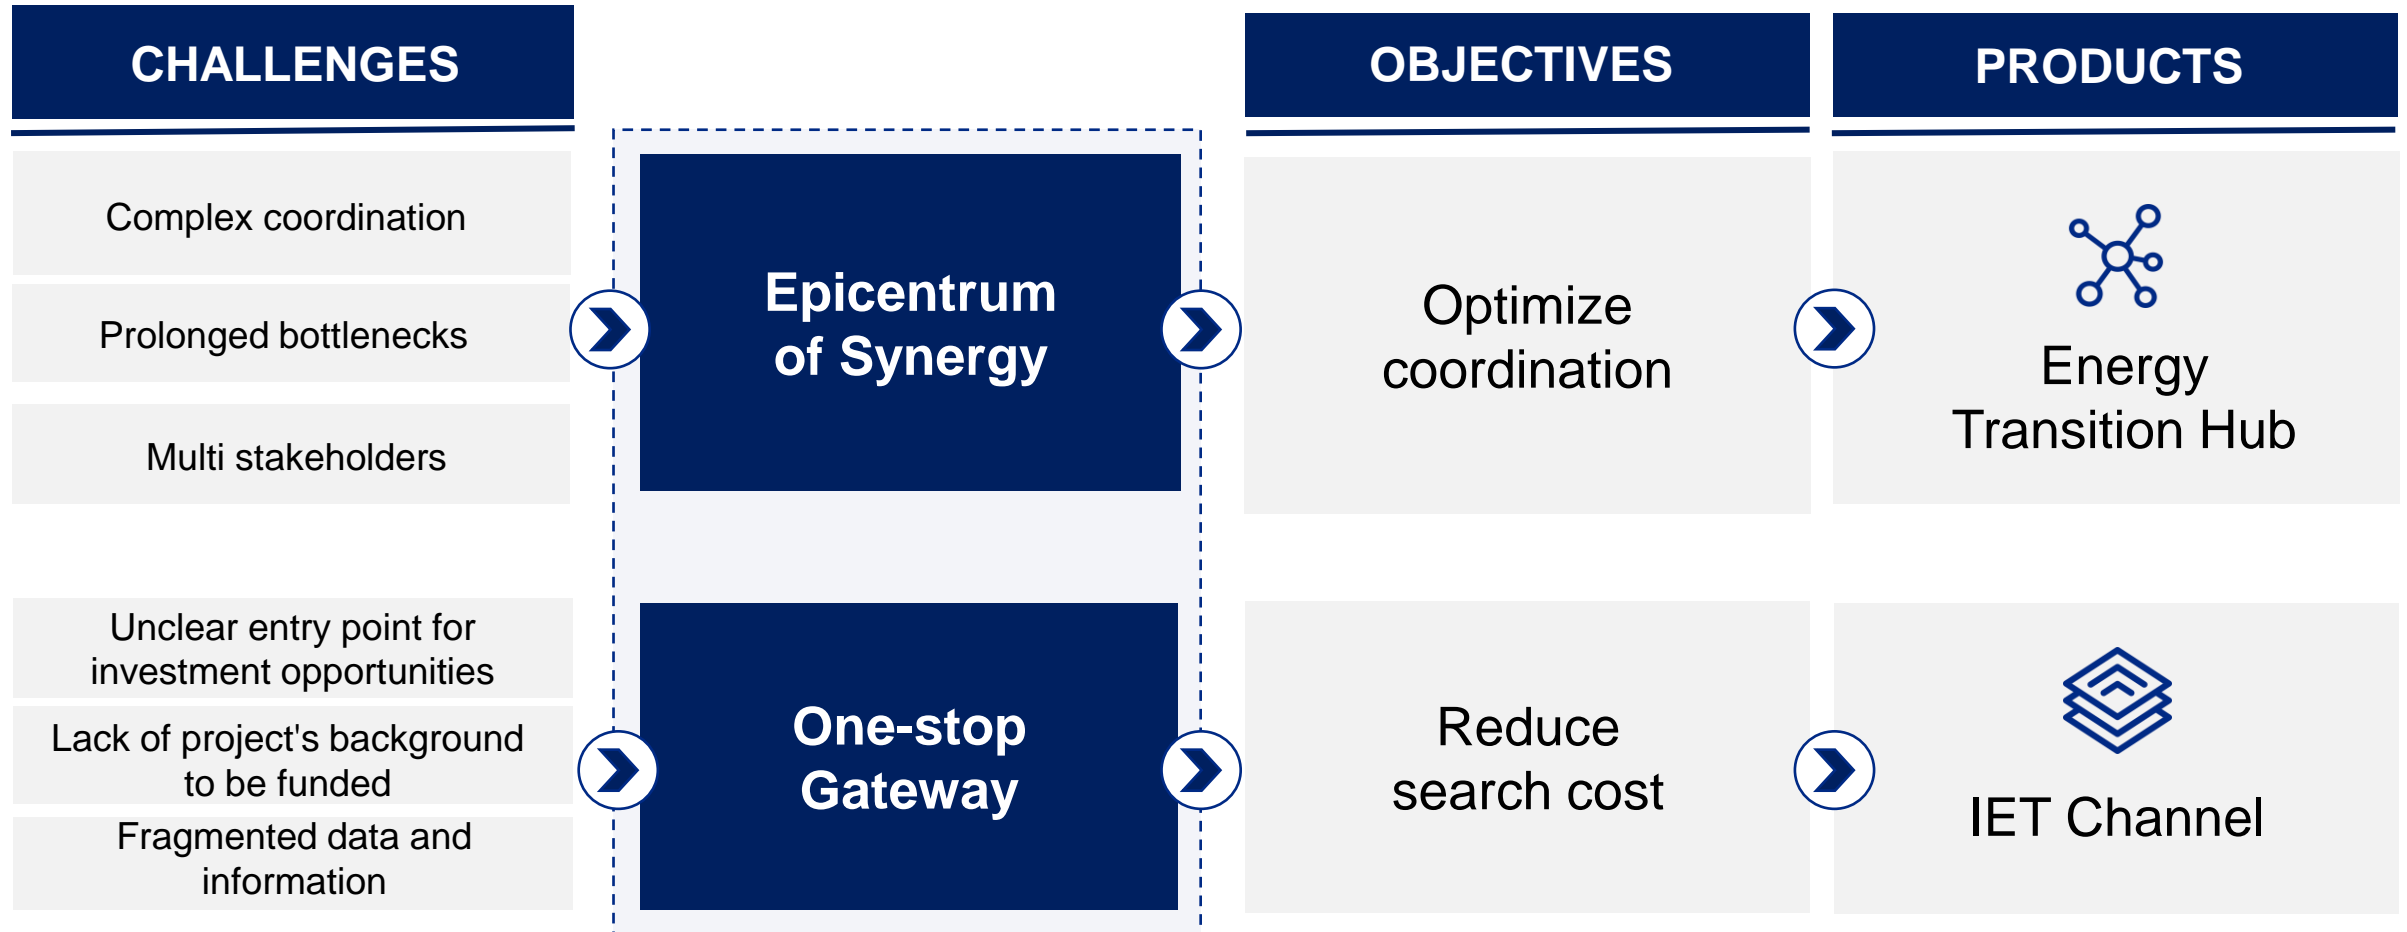 CHALLENGES
OBJECTIVES
PRODUCTS
Complex coordination
Prolonged bottlenecks
Multi stakeholders
Epicentrum
of Synergy
Optimize
coordination
Energy
Transition Hub
Unclear entry point for
investment opportunities
Lack of project's background
to be funded
Fragmented data and
information
One-stop
Gateway
Reduce
search cost
IET Channel